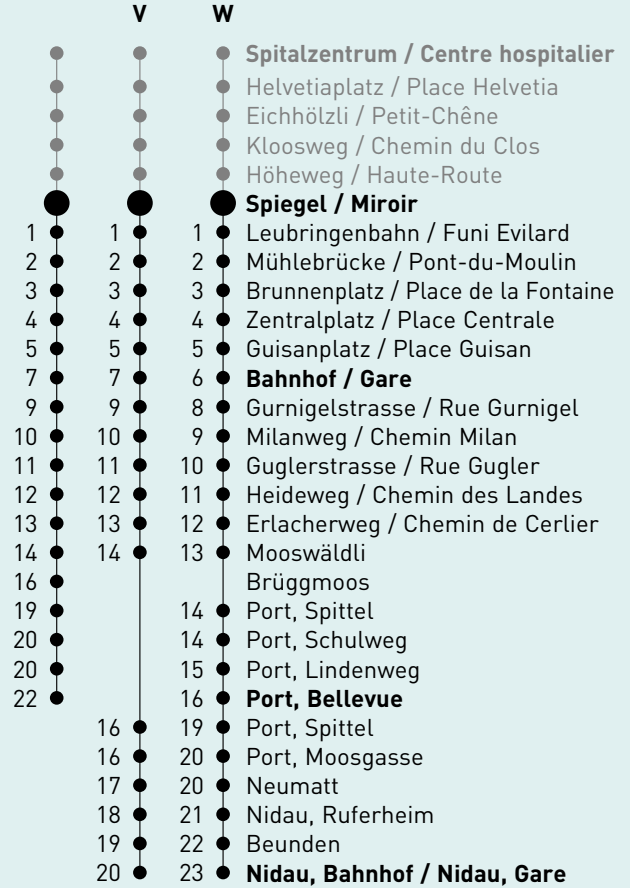 V W
Spitalzentrum / Centre hospitalier
Helvetiaplatz / Place Helvetia
Eichhölzli / Petit-Chêne
Kloosweg / Chemin du Clos
Höheweg / Haute-Route
Spiegel / Miroir
1 1 1 Leubringenbahn / Funi Evilard
2 2 2 Mühlebrücke / Pont-du-Moulin
3 3 3 Brunnenplatz / Place de la Fontaine
4 4 4 Zentralplatz / Place Centrale
5 5 5 Guisanplatz / Place Guisan
7 7 6 Bahnhof / Gare
9 9 8 Gurnigelstrasse / Rue Gurnigel
10 10 9 Milanweg / Chemin Milan
11 11 10 Guglerstrasse / Rue Gugler
12 12 11 Heideweg / Chemin des Landes
13 13 12 Erlacherweg / Chemin de Cerlier
14 14 13 Mooswäldli
16 Brüggmoos
19 14 Port, Spittel
20 14 Port, Schulweg
20 15 Port, Lindenweg
22 16 Port, Bellevue
16 19 Port, Spittel
16 20 Port, Moosgasse
17 20 Neumatt
18 21 Nidau, Ruferheim
19 22 Beunden
20 23 Nidau, Bahnhof / Nidau, Gare